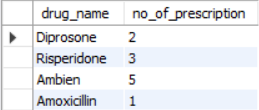 drug_name no_of_prescription
Diprosone 2
Risperidone 3
Ambien 5
Amoxicillin 1